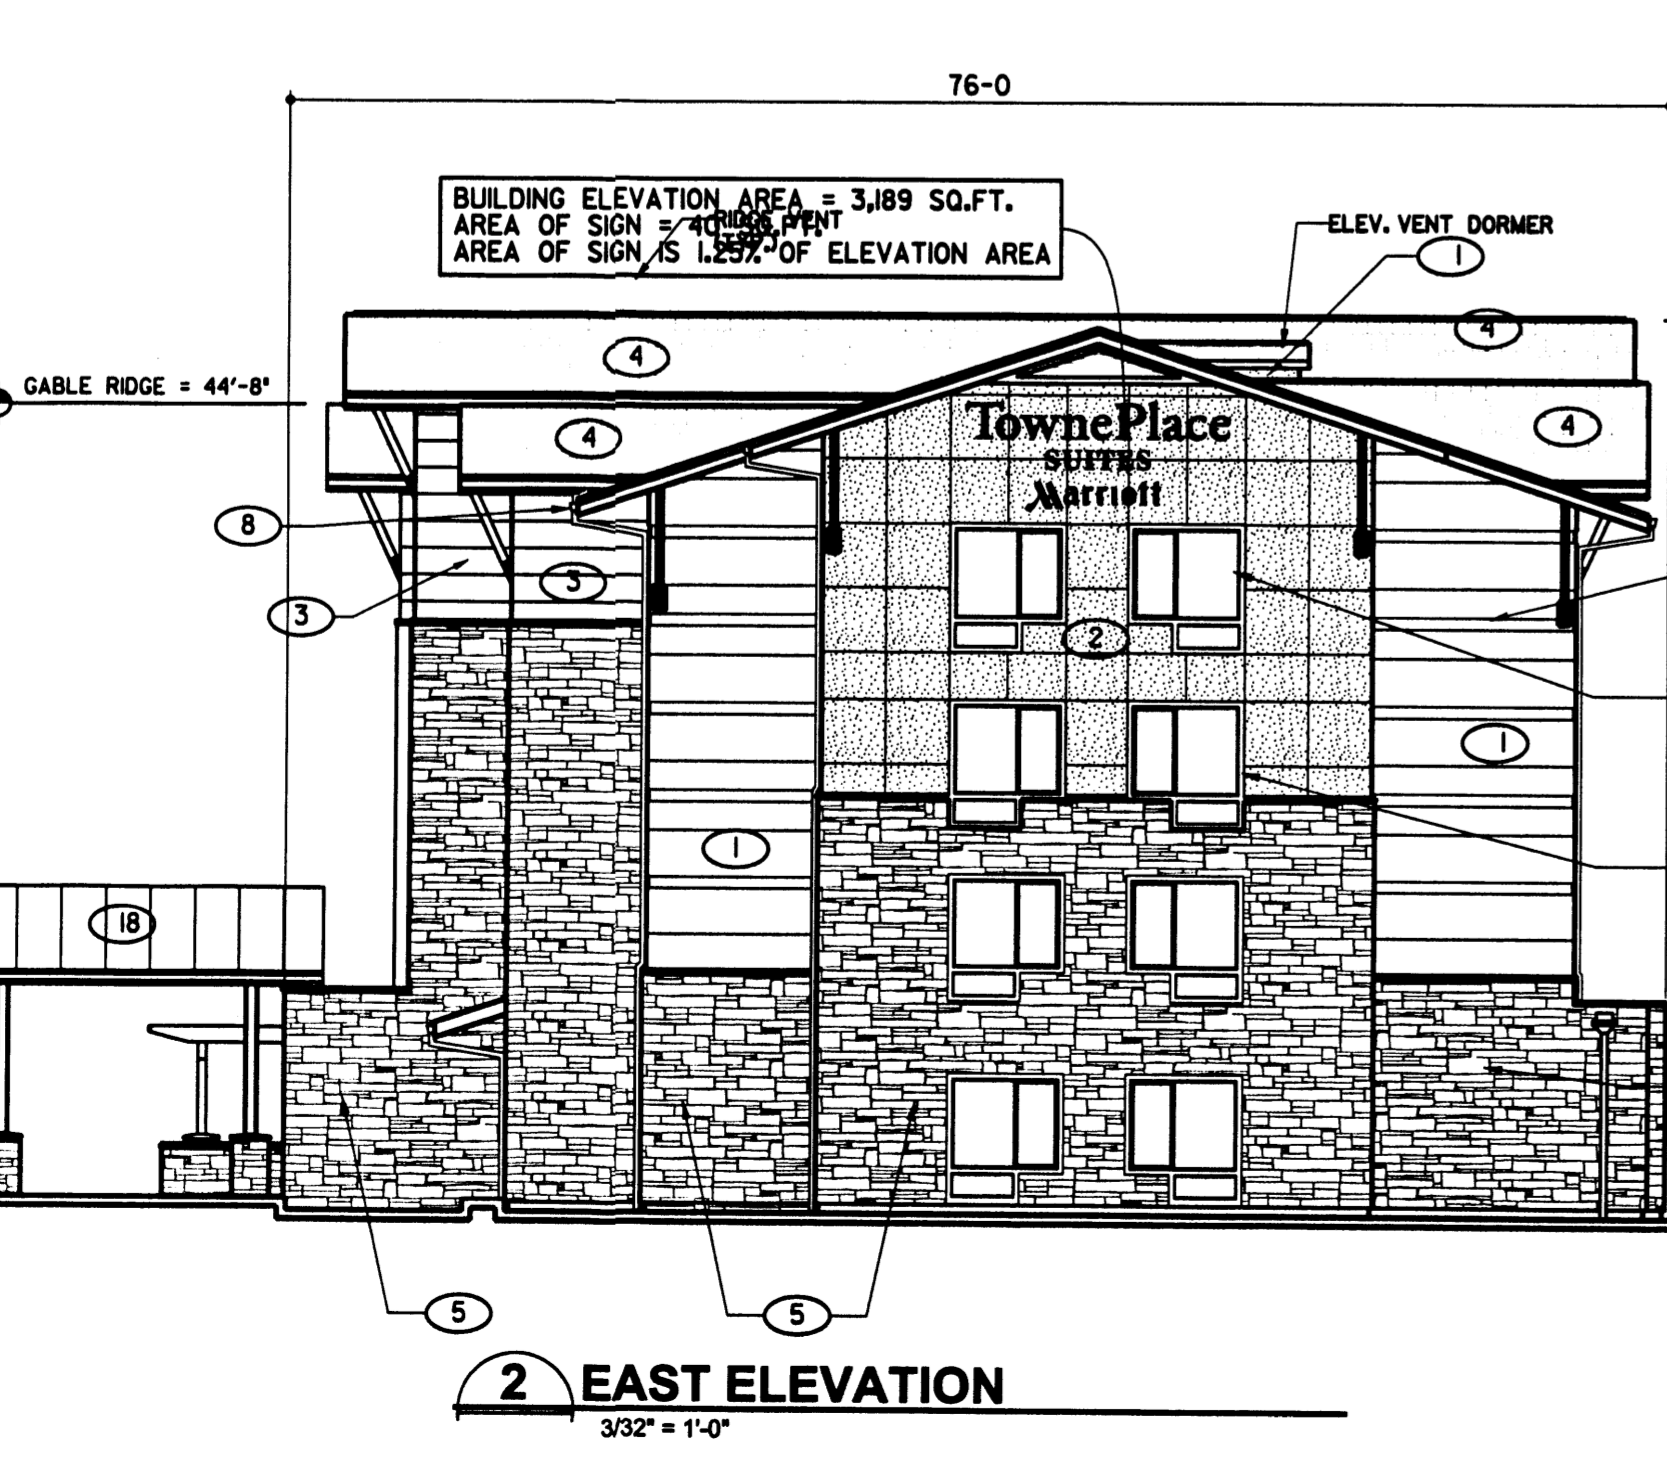 76-0
BUILDING ELEVATION AREA = 3,189 SQ.FT.
AREA OF SIGN = 40 SQ.FT.
AREA OF SIGN IS 1.25% OF ELEVATION AREA
RIDGE VENT
ELEV. VENT DORMER
1
4
4
GABLE RIDGE = 44'-8"
4
4
TownePlace
SUITES
Marriott
8
3
3
2
1
1
18
5
5
2 EAST ELEVATION
3/32" = 1'-0"